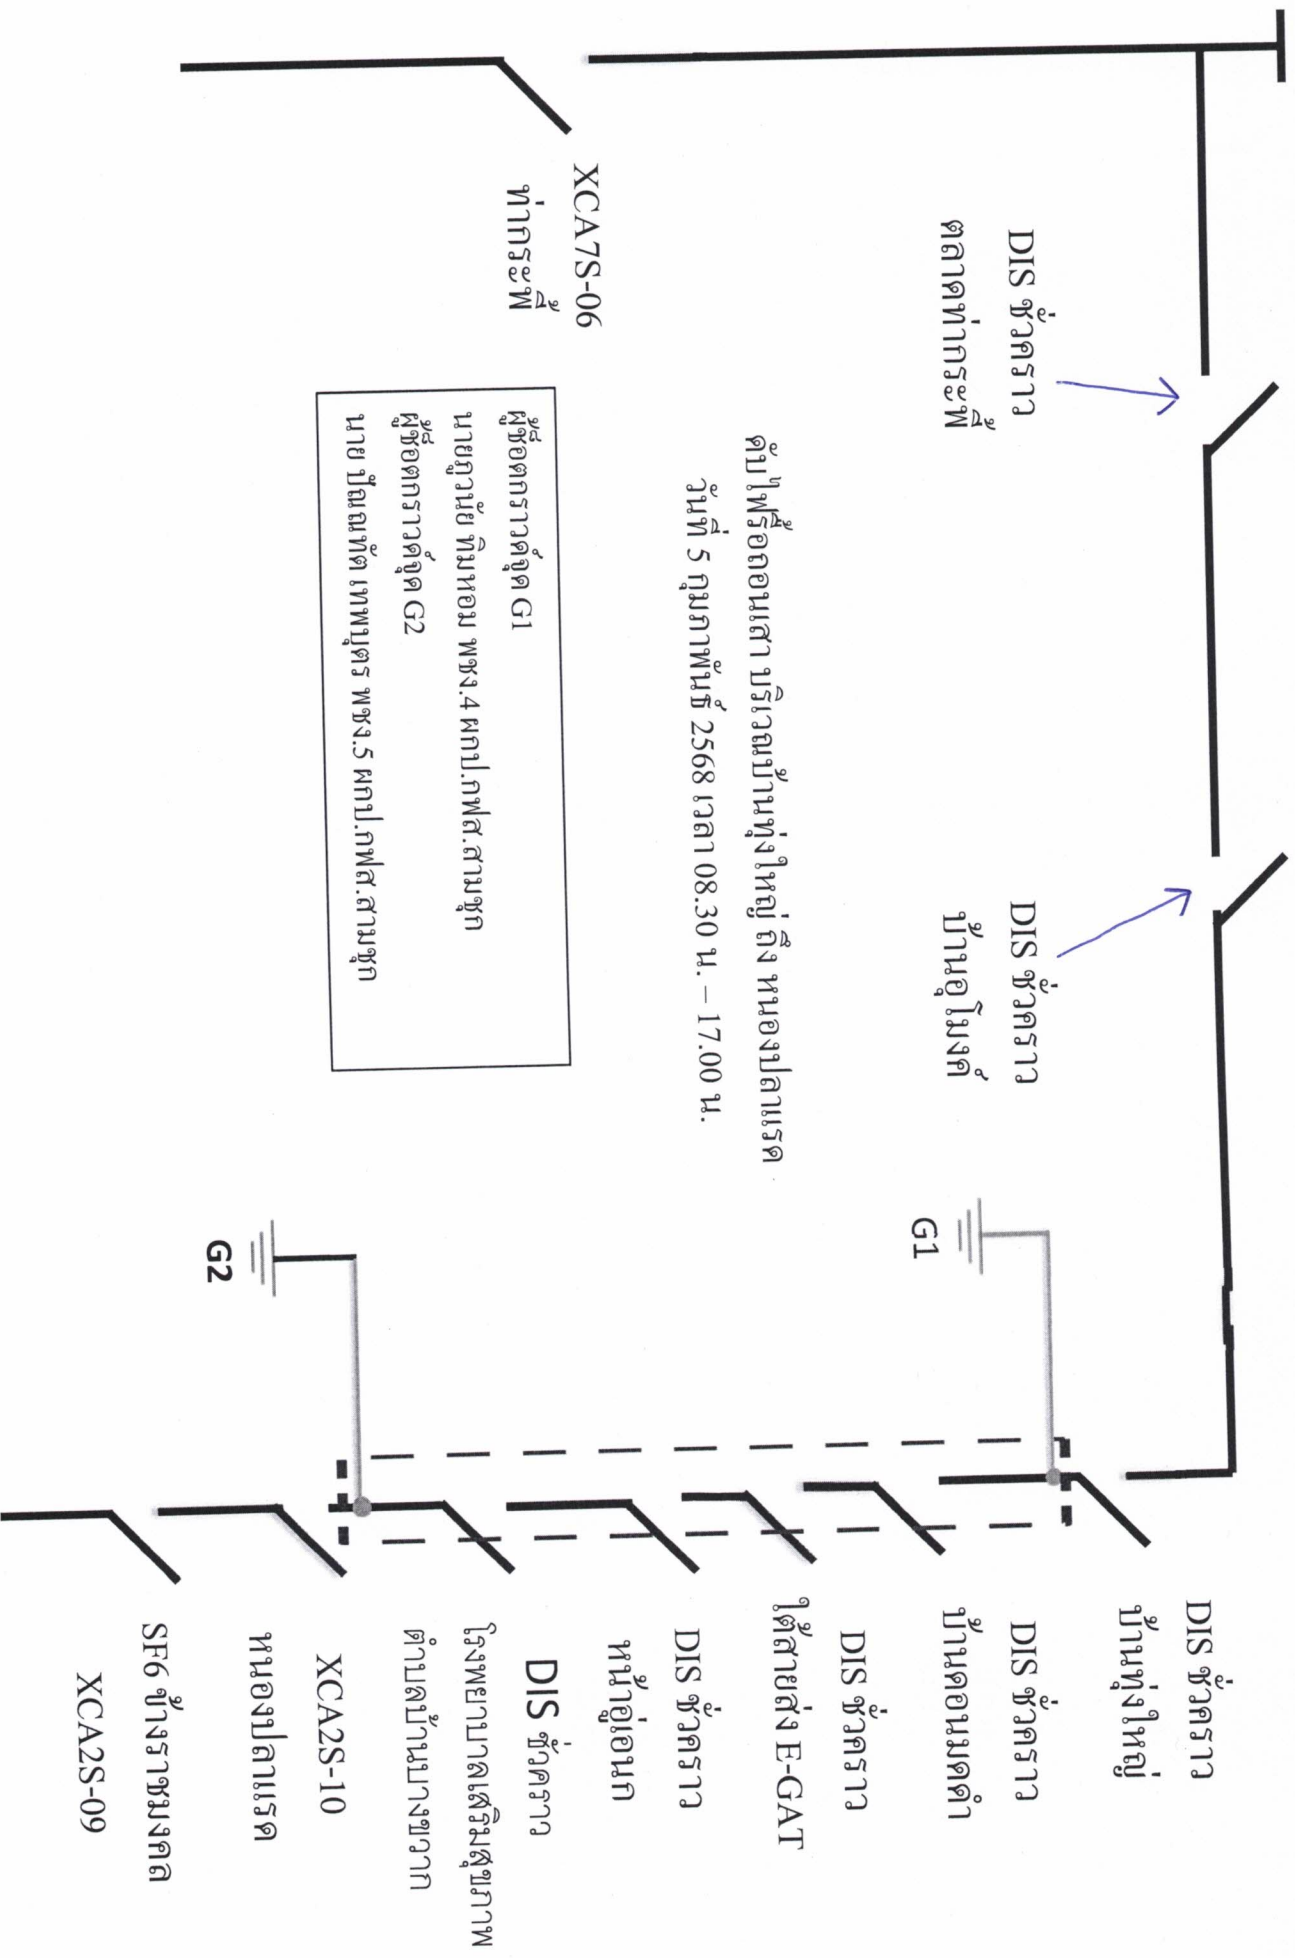 DIS ชั่วคราว
ตลาดท่ากระพี้
DIS ชั่วคราว
บ้านอุโมงค์
DIS ชั่วคราว
บ้านทุ่งใหญ่
DIS ชั่วคราว
บ้านดอนมดดำ
DIS ชั่วคราว
ใต้สายส่ง E-GAT
DIS ชั่วคราว
หน้าอู่เอนก
DIS ชั่วคราว
โรงพยาบาลเสริมสุขภาพ
ตำบลบ้านบางขวาก
XCA2S-10
หนองปลาแรด
SF6 ข้างราชมงคล
XCA2S-09
G1
G2
ดับไฟรื้อถอนเสา บริเวณบ้านทุ่งใหญ่ ถึง หนองปลาแรด
วันที่ 5 กุมภาพันธ์ 2568 เวลา 08.30 น. – 17.00 น.
XCA7S-06
ท่ากระพี้
ผู้ช็อตกราวด์จุด G1
นายภูวนัย ทิมหอม พชง.4 ผกป.กฟส.สามชุก
ผู้ช็อตกราวด์จุด G2
นาย ปัณณทัต เทพบุตร พชง.5 ผกป.กฟส.สามชุก